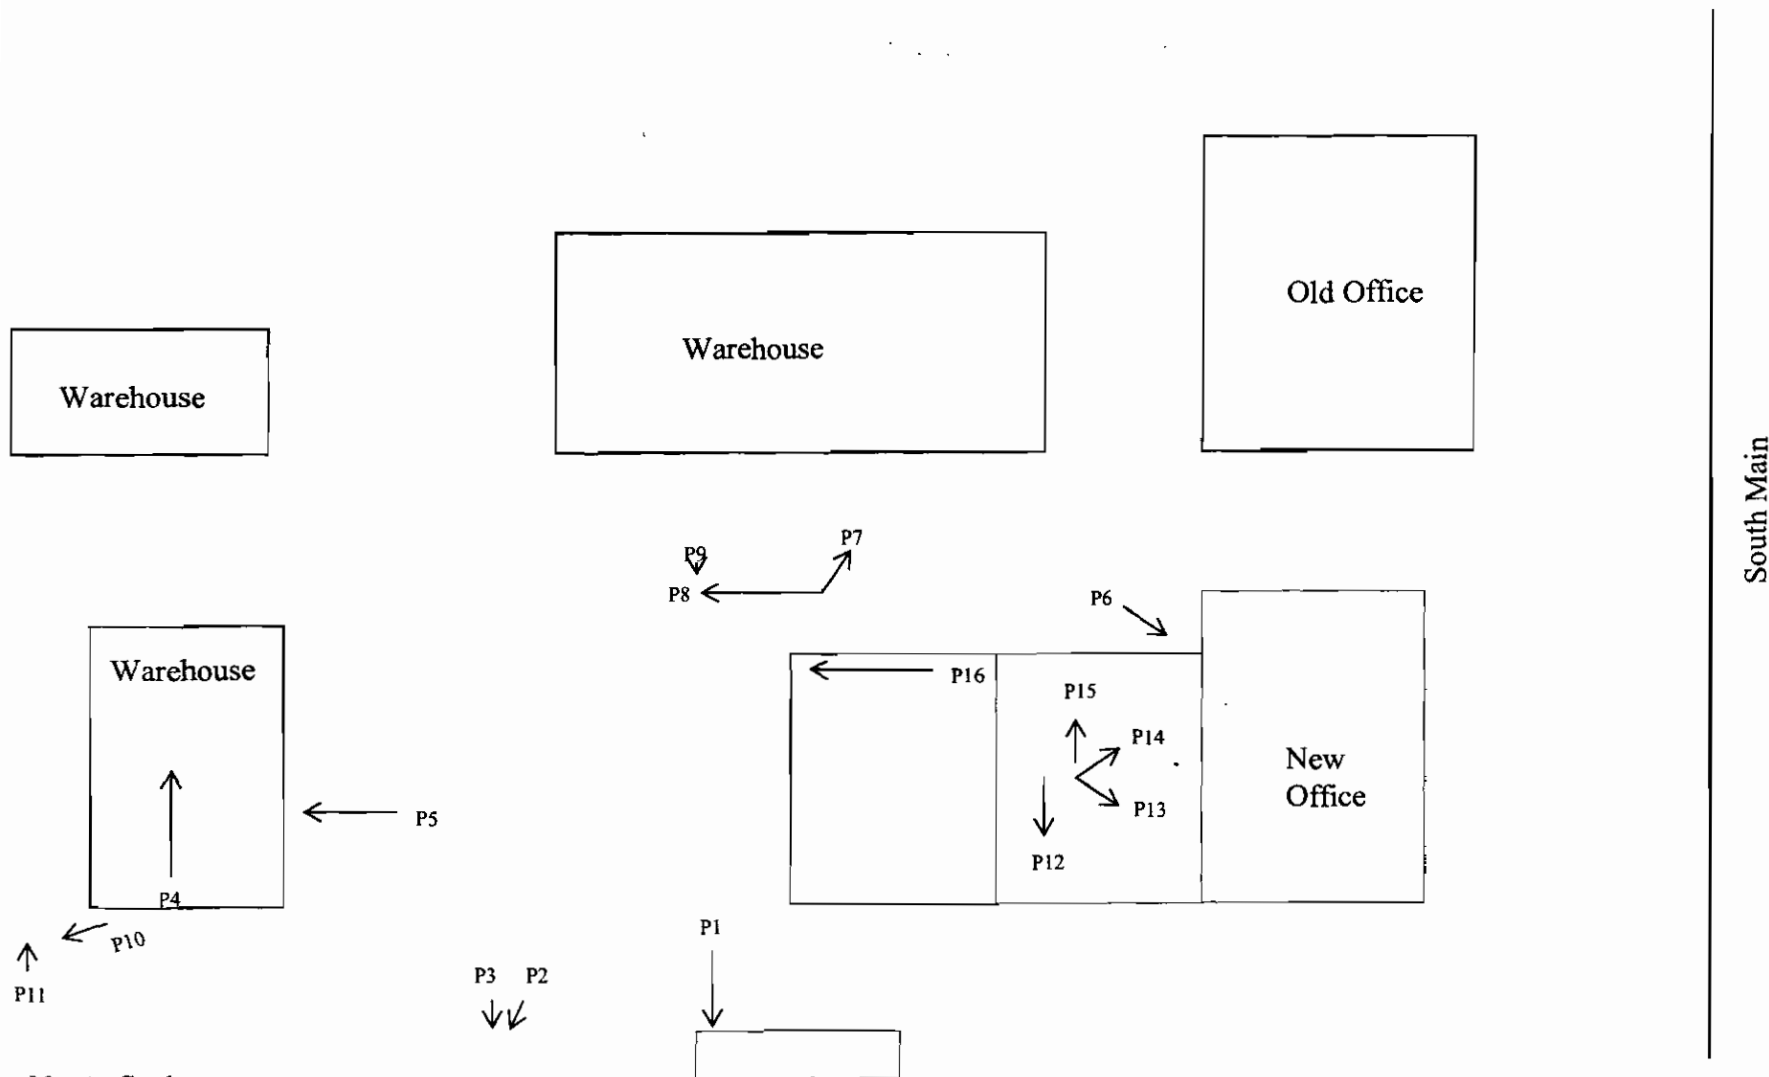 Old Office
Warehouse
Warehouse
South Main
P7
P9
P8
P6
Warehouse
P16
P15
P14
New
Office
P13
P5
P12
P4
P1
P10
P3
P2
P11